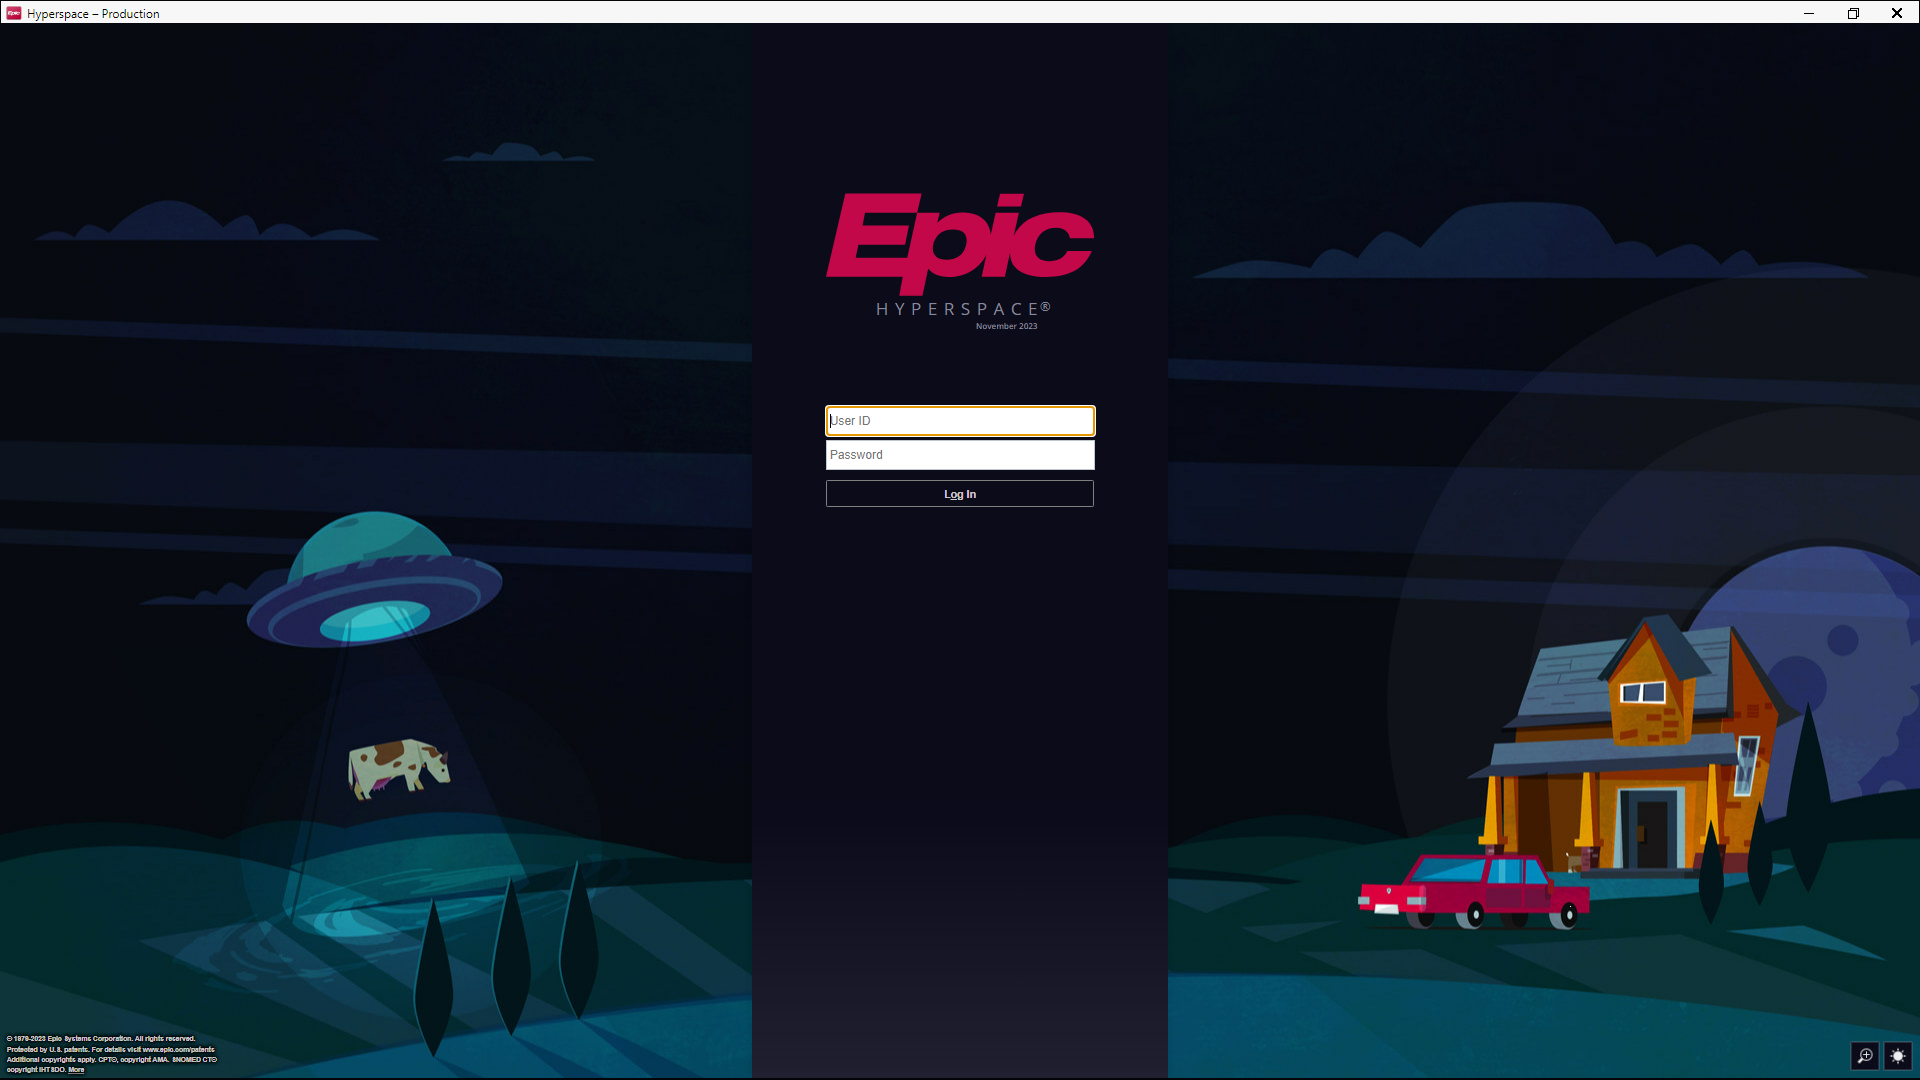 Epic Hyperspace – Production
Epic
HYPERSPACE®
November 2023
User ID
Password
Log In
© 1979-2023 Epic Systems Corporation. All rights reserved.
Protected by U.S. patents. For details visit www.epic.com/patents
Additional copyrights apply. CPT©, copyright AMA. SNOMED CT©
copyright IHTSDO. More